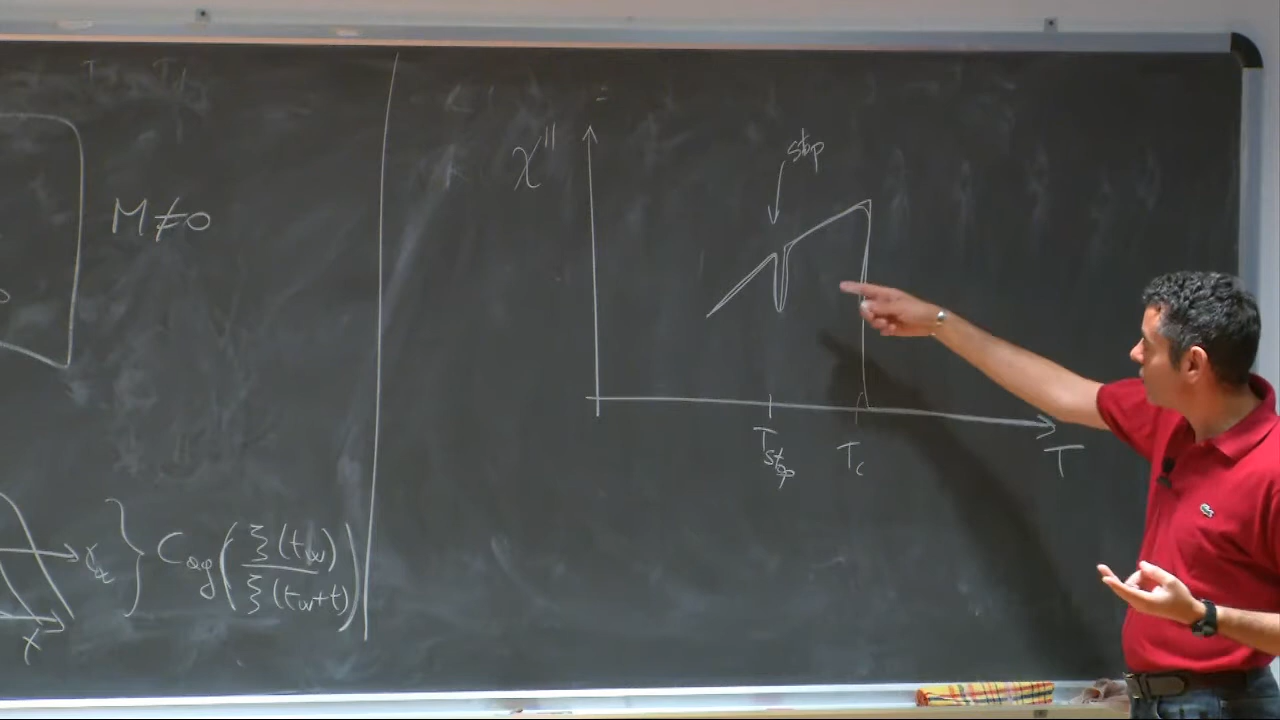 M≠0
C_ag(ξ(t_w)/ξ(t_w+t))
x
χ''
stop
T_stop
T_c
T